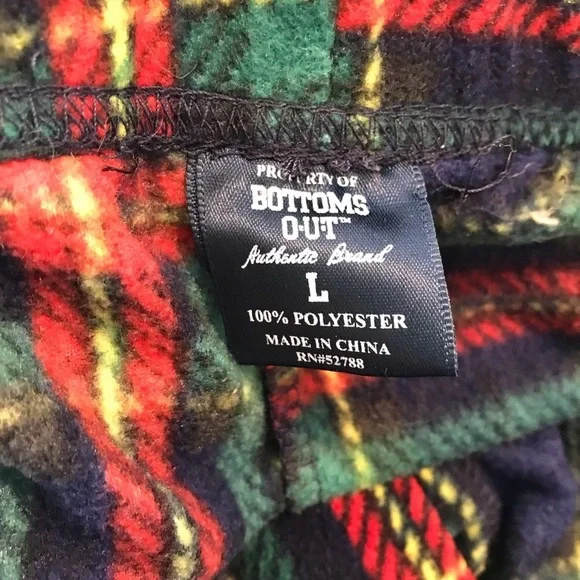 PROPERTY OF
BOTTOMS
O·U·T™
Authentic Brand
L
100% POLYESTER
MADE IN CHINA
RN#52788